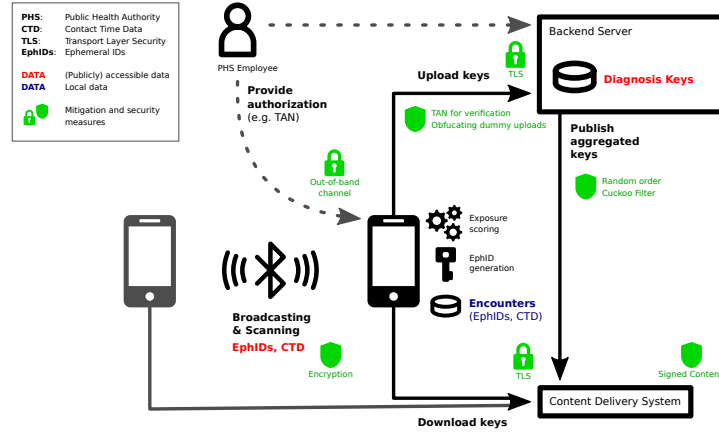 PHS: Public Health Authority
CTD: Contact Time Data
TLS: Transport Layer Security
EphIDs: Ephemeral IDs
DATA (Publicly) accessible data
DATA Local data
Mitigation and security
measures
PHS Employee
Backend Server
Diagnosis Keys
TLS
Upload keys
Provide
authorization
(e.g. TAN)
TAN for verification
Obfucating dummy uploads
Publish
aggregated
keys
Out-of-band
channel
Random order
Cuckoo Filter
Exposure
scoring
EphID
generation
Encounters
(EphIDs, CTD)
Broadcasting
& Scanning
EphIDs, CTD
Encryption
TLS
Signed Conten
Content Delivery System
Download keys